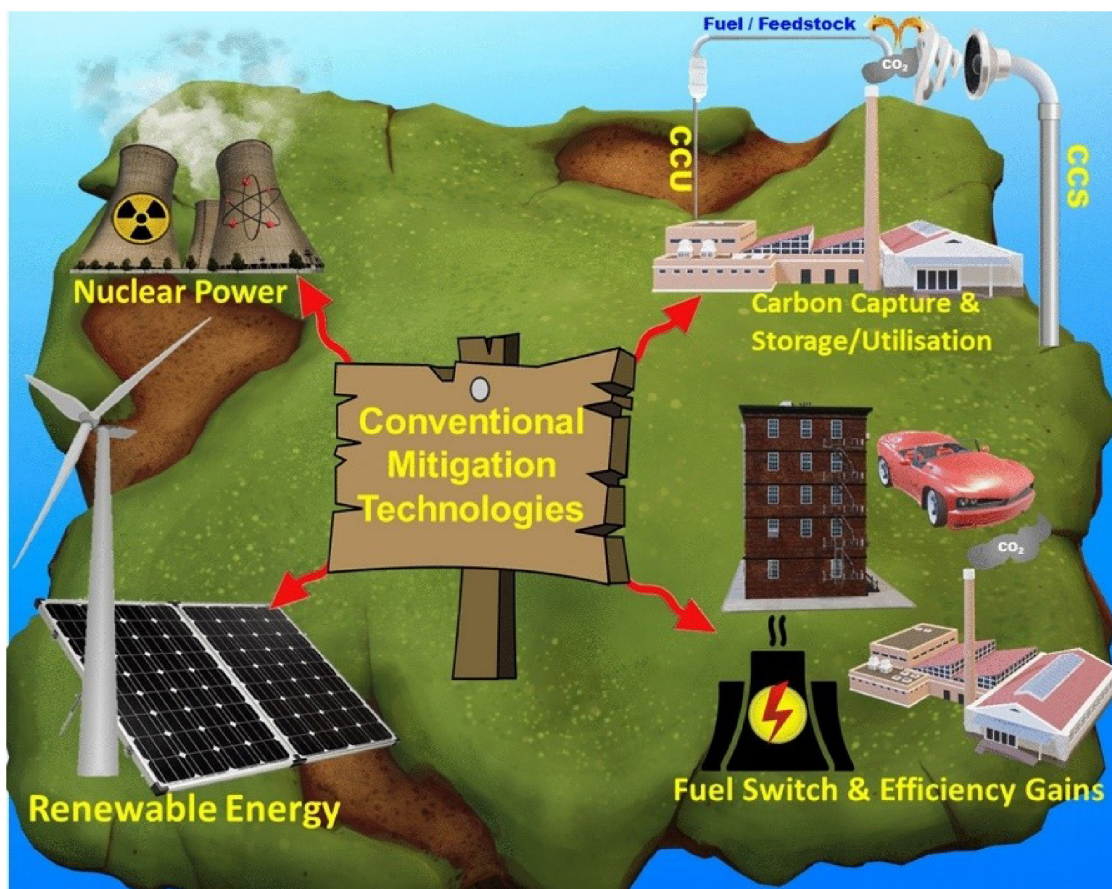 Fuel / Feedstock
CO₂
CCU
CCS
Nuclear Power
Carbon Capture &
Storage/Utilisation
Conventional
Mitigation
Technologies
CO₂
Renewable Energy
Fuel Switch & Efficiency Gains